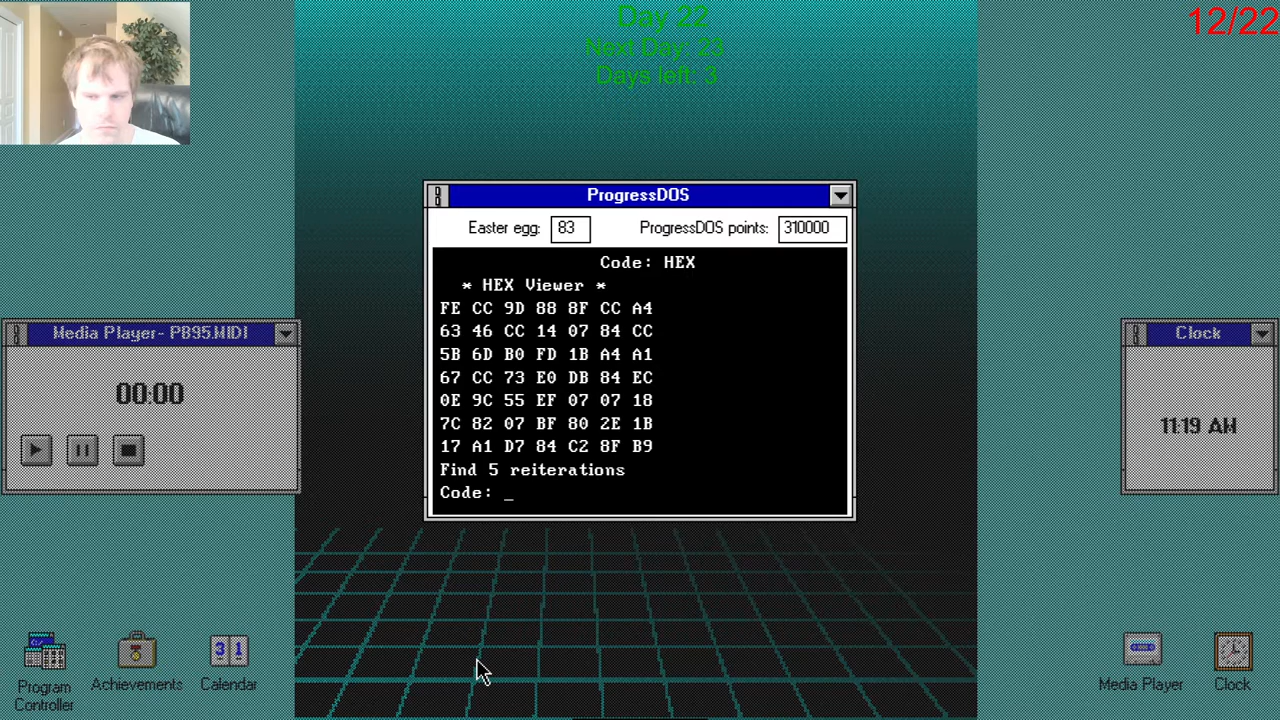 Day 22
Next Day: 23
Days left: 3
12/22
ProgressDOS
Easter egg: 83 ProgressDOS points: 310000
Code: HEX
* HEX Viewer *
FE CC 9D 88 8F CC A4
63 46 CC 14 07 84 CC
5B 6D B0 FD 1B A4 A1
67 CC 73 E0 DB 84 EC
0E 9C 55 EF 07 07 18
7C 82 07 BF 80 2E 1B
17 A1 D7 84 C2 8F B9
Find 5 reiterations
Code: _
Media Player- PB95.MIDI
00:00
Clock
11:19 AM
Program
Controller
Achievements
31
Calendar
Media Player
Clock